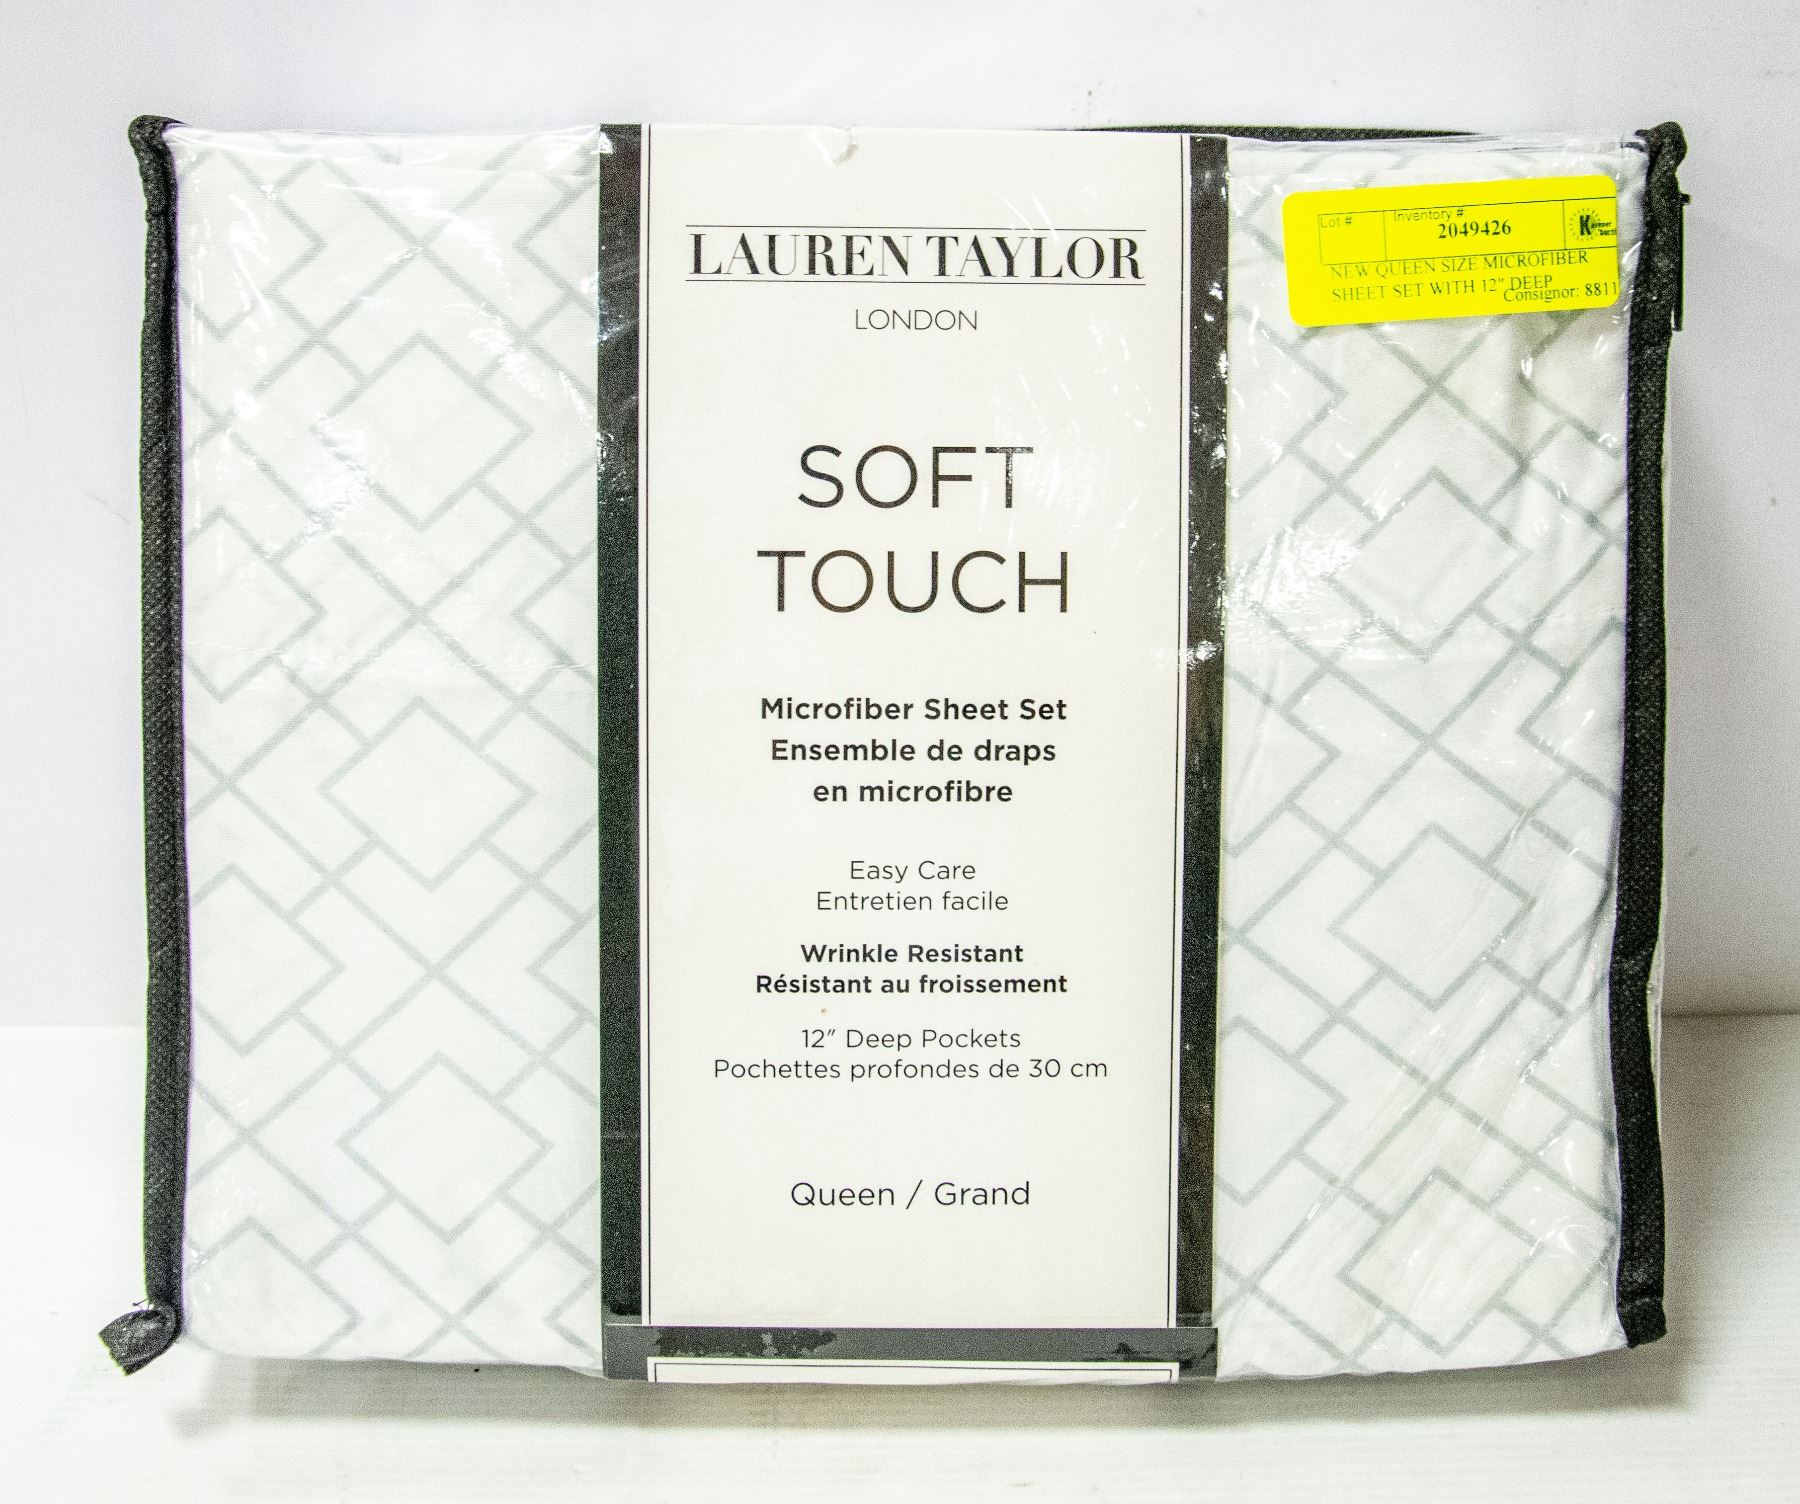 LAUREN TAYLOR
LONDON
SOFT
TOUCH
Microfiber Sheet Set
Ensemble de draps
en microfibre
Easy Care
Entretien facile
Wrinkle Resistant
Résistant au froissement
12" Deep Pockets
Pochettes profondes de 30 cm
Queen / Grand
Lot #
Inventory #
2049426
NEW QUEEN SIZE MICROFIBER
SHEET SET WITH 12" DEEP
Consignor: 8811